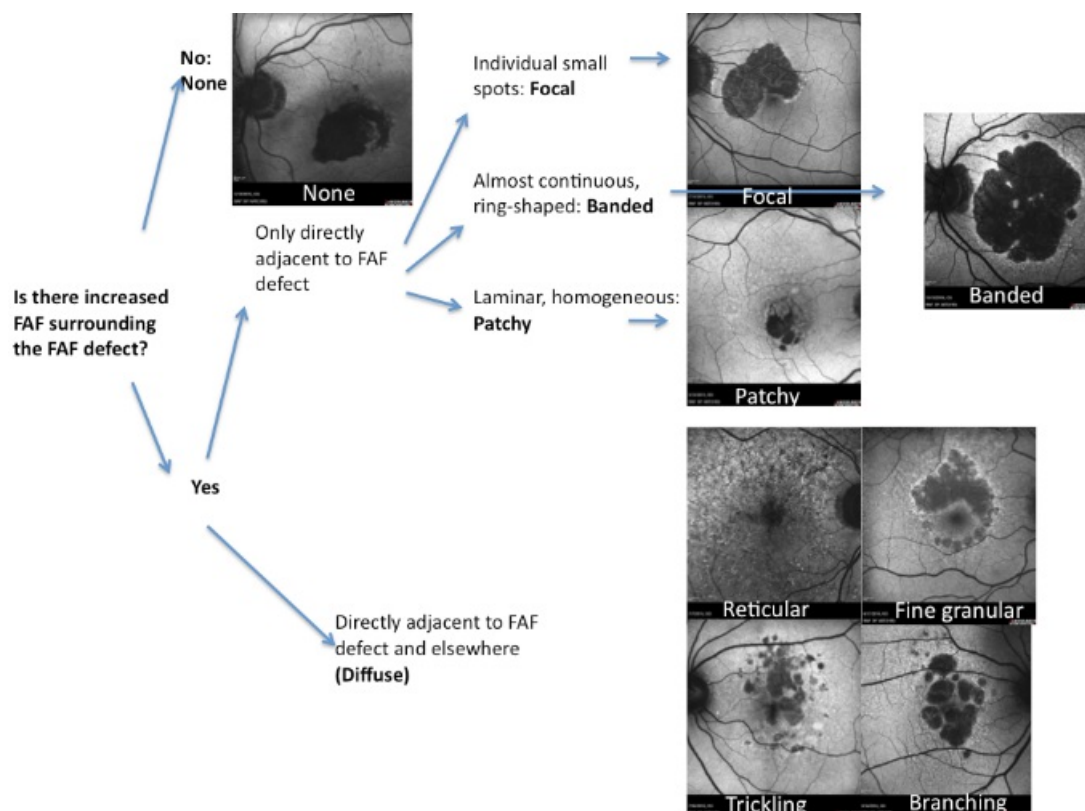 No:
None
None
Individual small
spots: Focal
Focal
Almost continuous,
ring-shaped: Banded
Banded
Only directly
adjacent to FAF
defect
Laminar, homogeneous:
Patchy
Patchy
Is there increased
FAF surrounding
the FAF defect?
Yes
Reticular
Fine granular
Directly adjacent to FAF
defect and elsewhere
(Diffuse)
Trickling
Branching